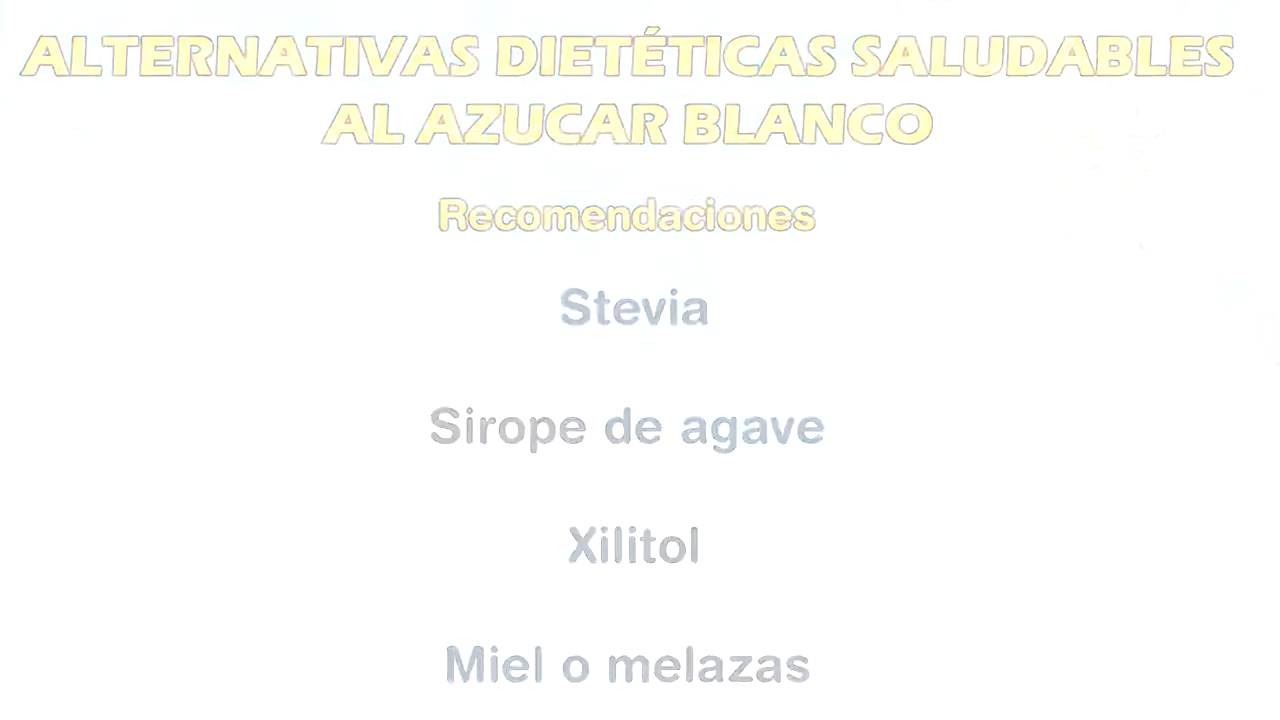 ALTERNATIVAS DIETÉTICAS SALUDABLES
AL AZUCAR BLANCO
Recomendaciones
Stevia
Sirope de agave
Xilitol
Miel o melazas